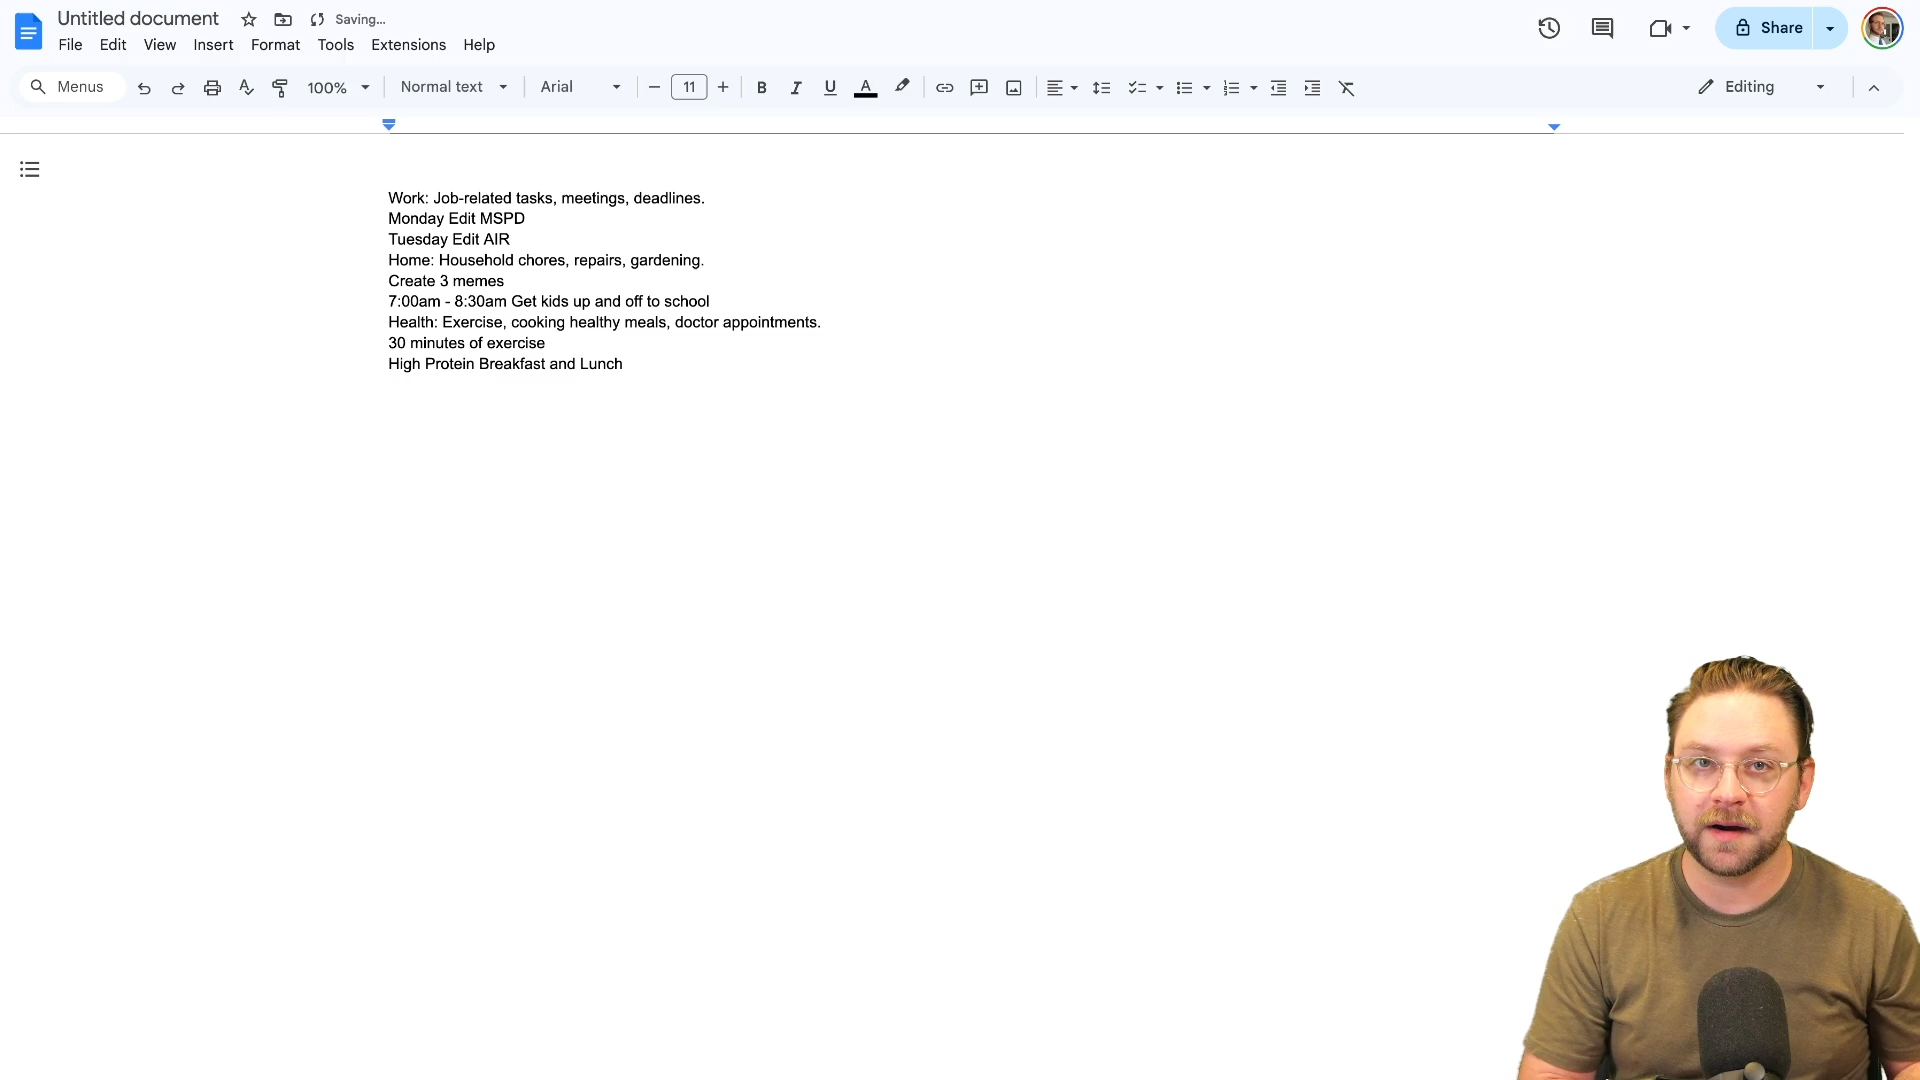 Untitled document Saving...
Share
File Edit View Insert Format Tools Extensions Help
Menus 100% Normal text Arial 11 B I U A Editing
Work: Job-related tasks, meetings, deadlines.
Monday Edit MSPD
Tuesday Edit AIR
Home: Household chores, repairs, gardening.
Create 3 memes
7:00am - 8:30am Get kids up and off to school
Health: Exercise, cooking healthy meals, doctor appointments.
30 minutes of exercise
High Protein Breakfast and Lunch